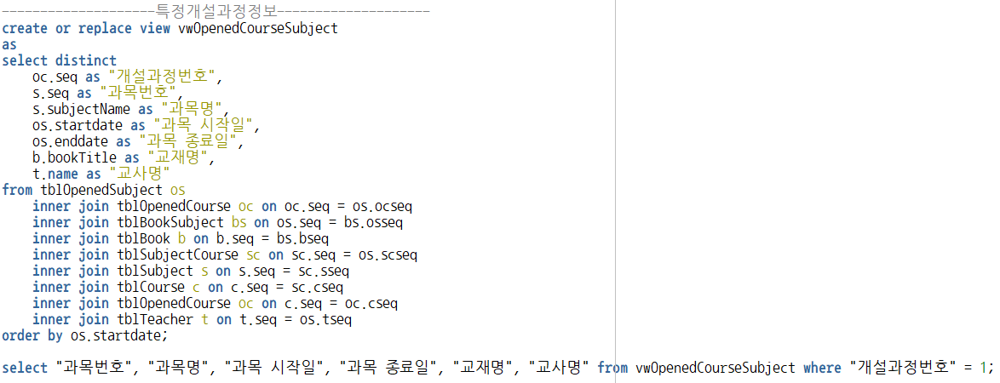 --------------------특정개설과정정보--------------------
create or replace view vwOpenedCourseSubject
as
select distinct
    oc.seq as "개설과정번호",
    s.seq as "과목번호",
    s.subjectName as "과목명",
    os.startdate as "과목 시작일",
    os.enddate as "과목 종료일",
    b.bookTitle as "교재명",
    t.name as "교사명"
from tblOpenedSubject os
    inner join tblOpenedCourse oc on oc.seq = os.ocseq
    inner join tblBookSubject bs on os.seq = bs.osseq
    inner join tblBook b on b.seq = bs.bseq
    inner join tblSubjectCourse sc on sc.seq = os.scseq
    inner join tblSubject s on s.seq = sc.sseq
    inner join tblCourse c on c.seq = sc.cseq
    inner join tblOpenedCourse oc on c.seq = oc.cseq
    inner join tblTeacher t on t.seq = os.tseq
order by os.startdate;
select "과목번호", "과목명", "과목 시작일", "과목 종료일", "교재명", "교사명" from vwOpenedCourseSubject where "개설과정번호" = 1;